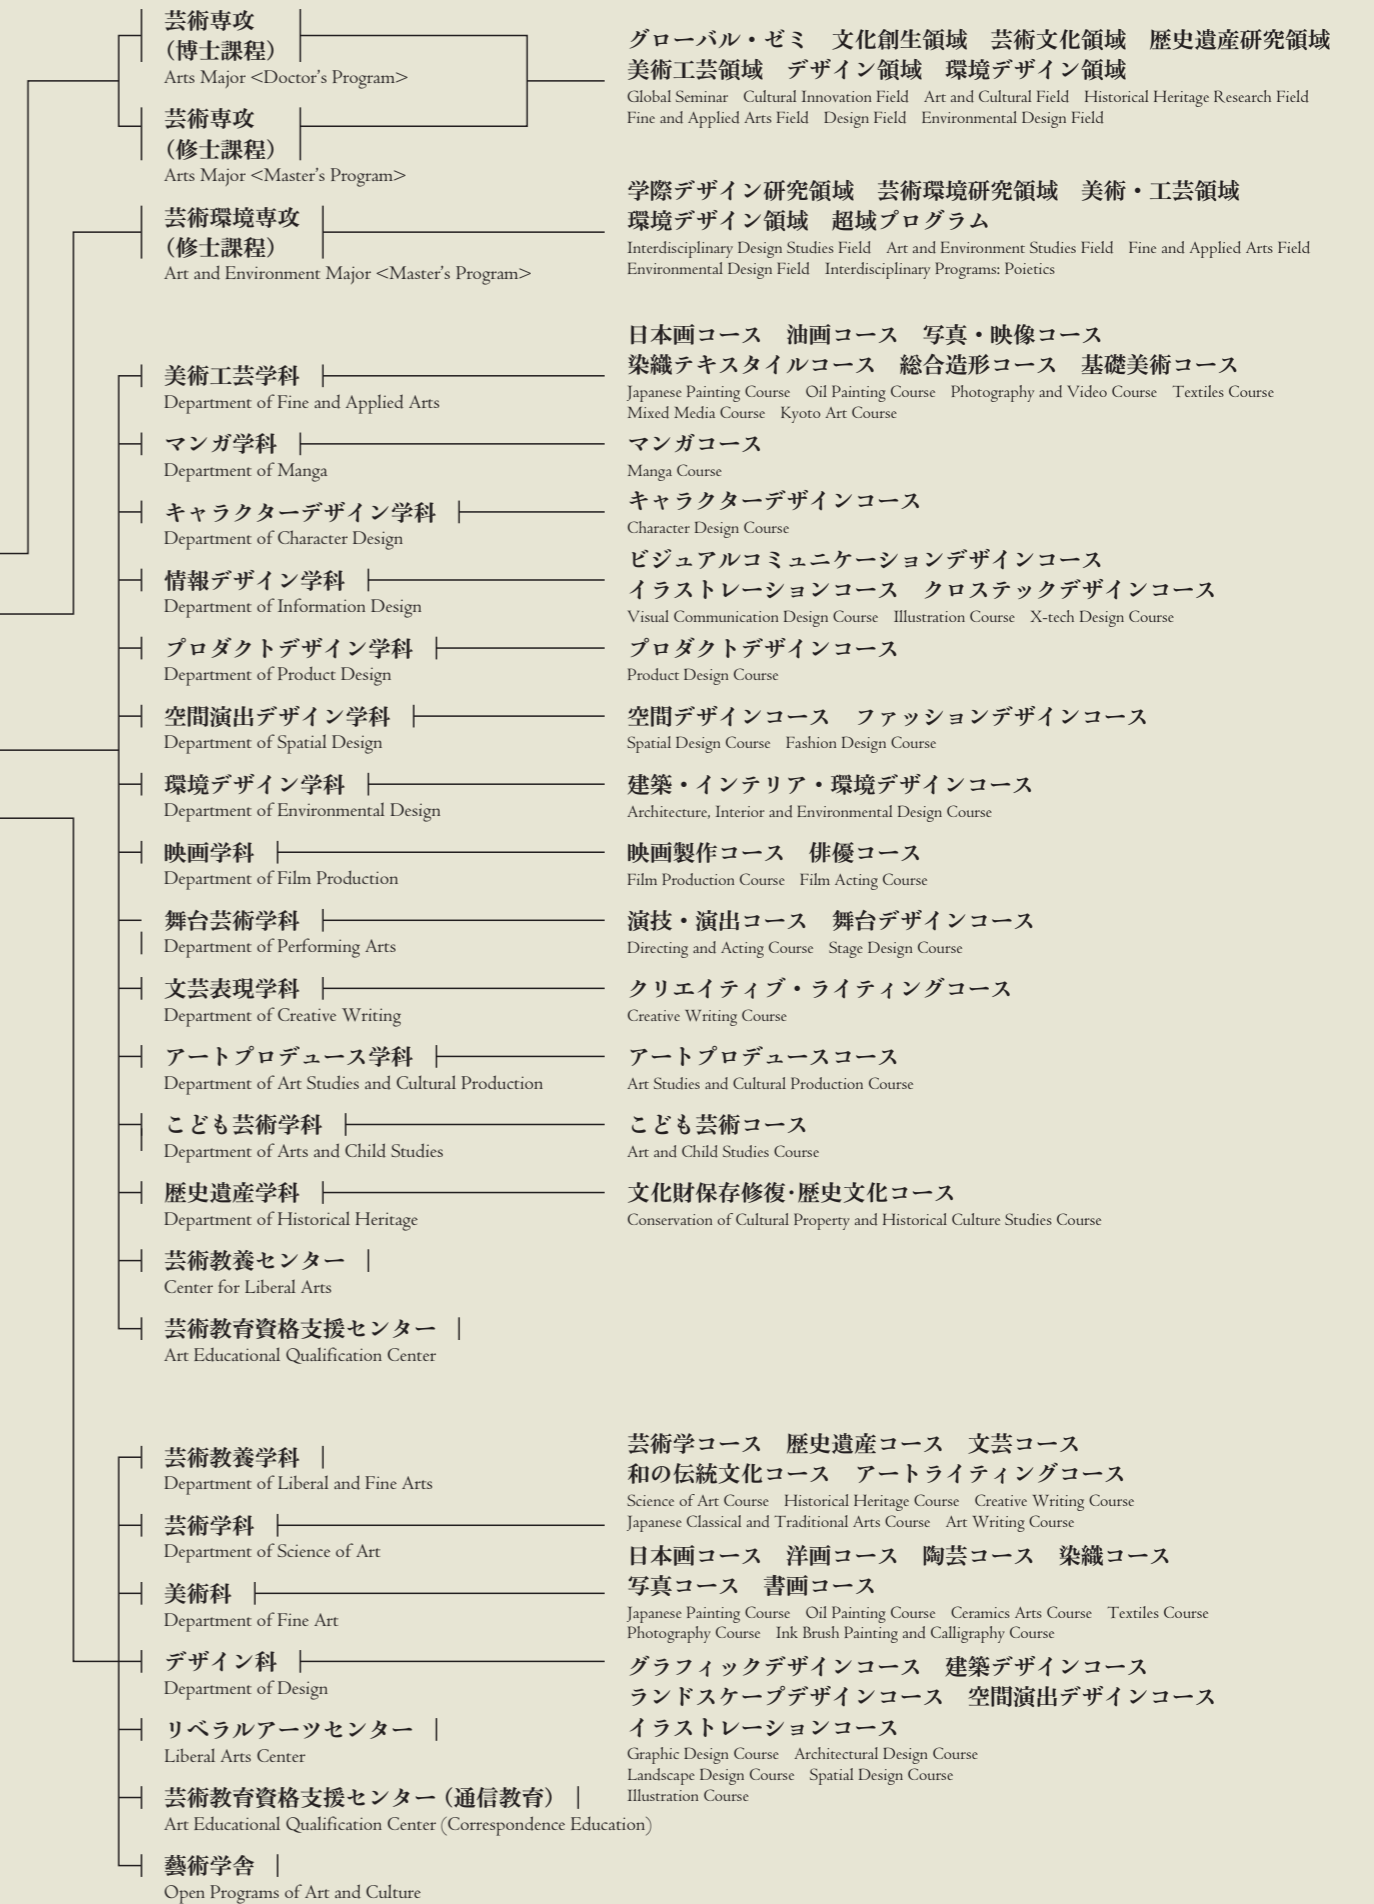 芸術専攻
（博士課程）
Arts Major <Doctor's Program>
芸術専攻
（修士課程）
Arts Major <Master's Program>
グローバル・ゼミ　文化創生領域　芸術文化領域　歴史遺産研究領域
美術工芸領域　デザイン領域　環境デザイン領域
Global Seminar　Cultural Innovation Field　Art and Cultural Field　Historical Heritage Research Field
Fine and Applied Arts Field　Design Field　Environmental Design Field
芸術環境専攻
（修士課程）
Art and Environment Major <Master's Program>
学際デザイン研究領域　芸術環境研究領域　美術・工芸領域
環境デザイン領域　超域プログラム
Interdisciplinary Design Studies Field　Art and Environment Studies Field　Fine and Applied Arts Field
Environmental Design Field　Interdisciplinary Programs: Poietics
美術工芸学科
Department of Fine and Applied Arts
日本画コース　油画コース　写真・映像コース
染織テキスタイルコース　総合造形コース　基礎美術コース
Japanese Painting Course　Oil Painting Course　Photography and Video Course　Textiles Course
Mixed Media Course　Kyoto Art Course
マンガ学科
Department of Manga
マンガコース
Manga Course
キャラクターデザイン学科
Department of Character Design
キャラクターデザインコース
Character Design Course
情報デザイン学科
Department of Information Design
ビジュアルコミュニケーションデザインコース
イラストレーションコース　クロステックデザインコース
Visual Communication Design Course　Illustration Course　X-tech Design Course
プロダクトデザイン学科
Department of Product Design
プロダクトデザインコース
Product Design Course
空間演出デザイン学科
Department of Spatial Design
空間デザインコース　ファッションデザインコース
Spatial Design Course　Fashion Design Course
環境デザイン学科
Department of Environmental Design
建築・インテリア・環境デザインコース
Architecture, Interior and Environmental Design Course
映画学科
Department of Film Production
映画製作コース　俳優コース
Film Production Course　Film Acting Course
舞台芸術学科
Department of Performing Arts
演技・演出コース　舞台デザインコース
Directing and Acting Course　Stage Design Course
文芸表現学科
Department of Creative Writing
クリエイティブ・ライティングコース
Creative Writing Course
アートプロデュース学科
Department of Art Studies and Cultural Production
アートプロデュースコース
Art Studies and Cultural Production Course
こども芸術学科
Department of Arts and Child Studies
こども芸術コース
Art and Child Studies Course
歴史遺産学科
Department of Historical Heritage
文化財保存修復・歴史文化コース
Conservation of Cultural Property and Historical Culture Studies Course
芸術教養センター
Center for Liberal Arts
芸術教育資格支援センター
Art Educational Qualification Center
芸術教養学科
Department of Liberal and Fine Arts
芸術学科
Department of Science of Art
芸術学コース　歴史遺産コース　文芸コース
和の伝統文化コース　アートライティングコース
Science of Art Course　Historical Heritage Course　Creative Writing Course
Japanese Classical and Traditional Arts Course　Art Writing Course
美術科
Department of Fine Art
日本画コース　洋画コース　陶芸コース　染織コース
写真コース　書画コース
Japanese Painting Course　Oil Painting Course　Ceramics Arts Course　Textiles Course
Photography Course　Ink Brush Painting and Calligraphy Course
デザイン科
Department of Design
グラフィックデザインコース　建築デザインコース
ランドスケープデザインコース　空間演出デザインコース
イラストレーションコース
Graphic Design Course　Architectural Design Course
Landscape Design Course　Spatial Design Course
Illustration Course
リベラルアーツセンター
Liberal Arts Center
芸術教育資格支援センター（通信教育）
Art Educational Qualification Center (Correspondence Education)
藝術学舎
Open Programs of Art and Culture